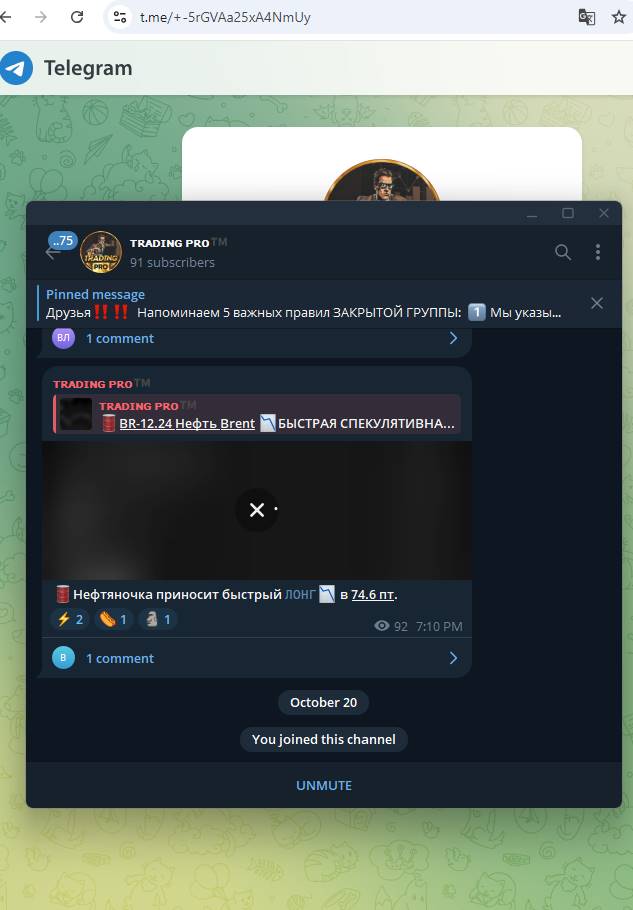 t.me/+-5rGVAa25xA4NmUy
Telegram
..75
TRADING PRO™
91 subscribers
Pinned message
Друзья‼️‼️ Напоминаем 5 важных правил ЗАКРЫТОЙ ГРУППЫ: 1️⃣ Мы указы...
ВЛ
1 comment
TRADING PRO™
TRADING PRO™
🛢BR-12.24 Нефть Brent 📉БЫСТРАЯ СПЕКУЛЯТИВНА...
🛢Нефтяночка приносит быстрый ЛОНГ📉 в 74.6 пт.
⚡ 2 🌭 1 🗿 1
92 7:10 PM
В
1 comment
October 20
You joined this channel
UNMUTE